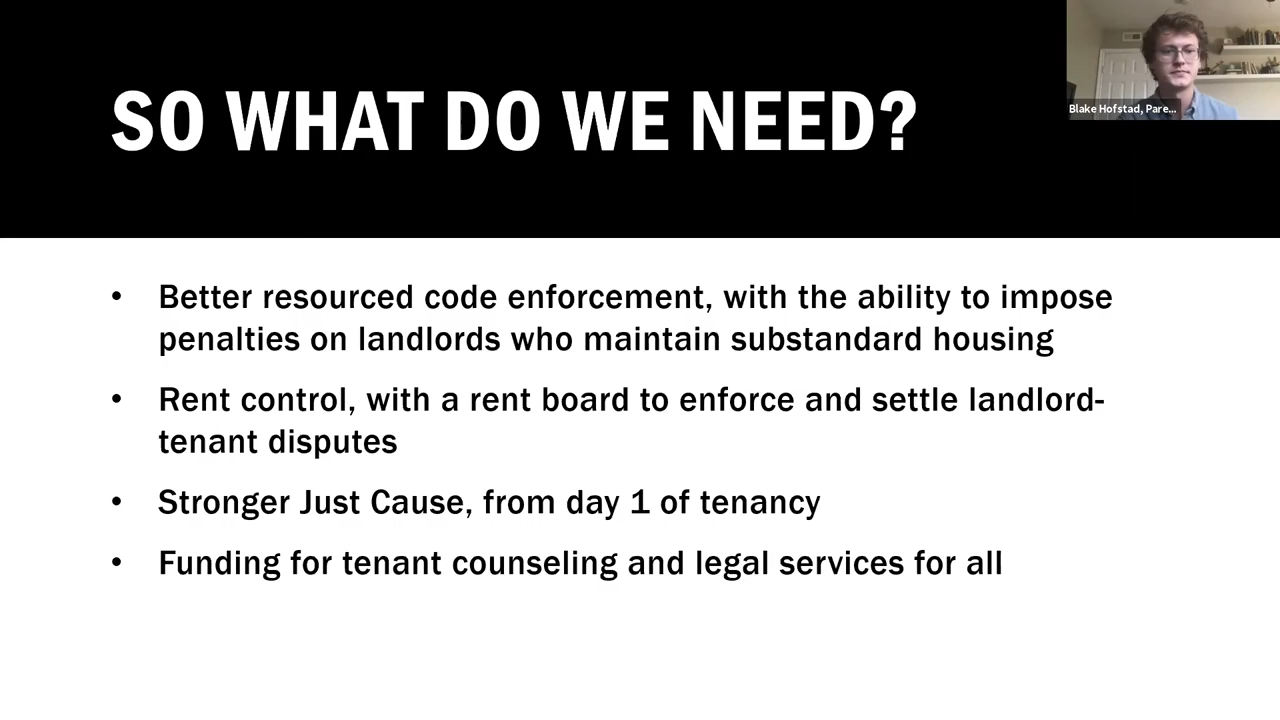 SO WHAT DO WE NEED?
Blake Hofstad, Pare...
• Better resourced code enforcement, with the ability to impose
penalties on landlords who maintain substandard housing
• Rent control, with a rent board to enforce and settle landlord-
tenant disputes
• Stronger Just Cause, from day 1 of tenancy
• Funding for tenant counseling and legal services for all